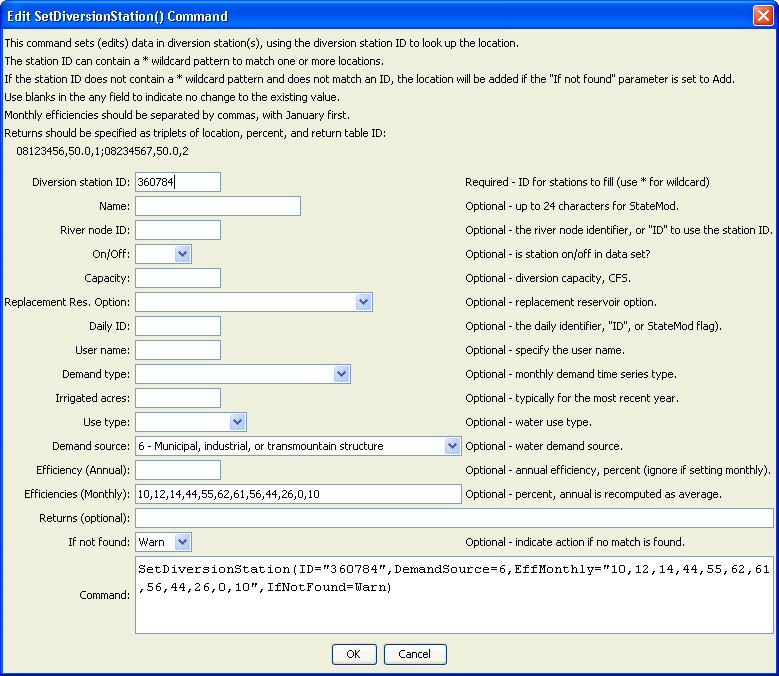 Edit SetDiversionStation() Command
This command sets (edits) data in diversion station(s), using the diversion station ID to look up the location.
The station ID can contain a * wildcard pattern to match one or more locations.
If the station ID does not contain a * wildcard pattern and does not match an ID, the location will be added if the "If not found" parameter is set to Add.
Use blanks in the any field to indicate no change to the existing value.
Monthly efficiencies should be separated by commas, with January first.
Returns should be specified as triplets of location, percent, and return table ID:
08123456,50.0,1;08234567,50.0,2
Diversion station ID: 360784 Required - ID for stations to fill (use * for wildcard)
Name: Optional - up to 24 characters for StateMod.
River node ID: Optional - the river node identifier, or "ID" to use the station ID.
On/Off: Optional - is station on/off in data set?
Capacity: Optional - diversion capacity, CFS.
Replacement Res. Option: Optional - replacement reservoir option.
Daily ID: Optional - the daily identifier, "ID", or StateMod flag).
User name: Optional - specify the user name.
Demand type: Optional - monthly demand time series type.
Irrigated acres: Optional - typically for the most recent year.
Use type: Optional - water use type.
Demand source: 6 - Municipal, industrial, or transmountain structure Optional - water demand source.
Efficiency (Annual): Optional - annual efficiency, percent (ignore if setting monthly).
Efficiencies (Monthly): 10,12,14,44,55,62,61,56,44,26,0,10 Optional - percent, annual is recomputed as average.
Returns (optional):
If not found: Warn Optional - indicate action if no match is found.
SetDiversionStation(ID="360784",DemandSource=6,EffMonthly="10,12,14,44,55,62,61
Command: ,56,44,26,0,10",IfNotFound=Warn)
OK Cancel